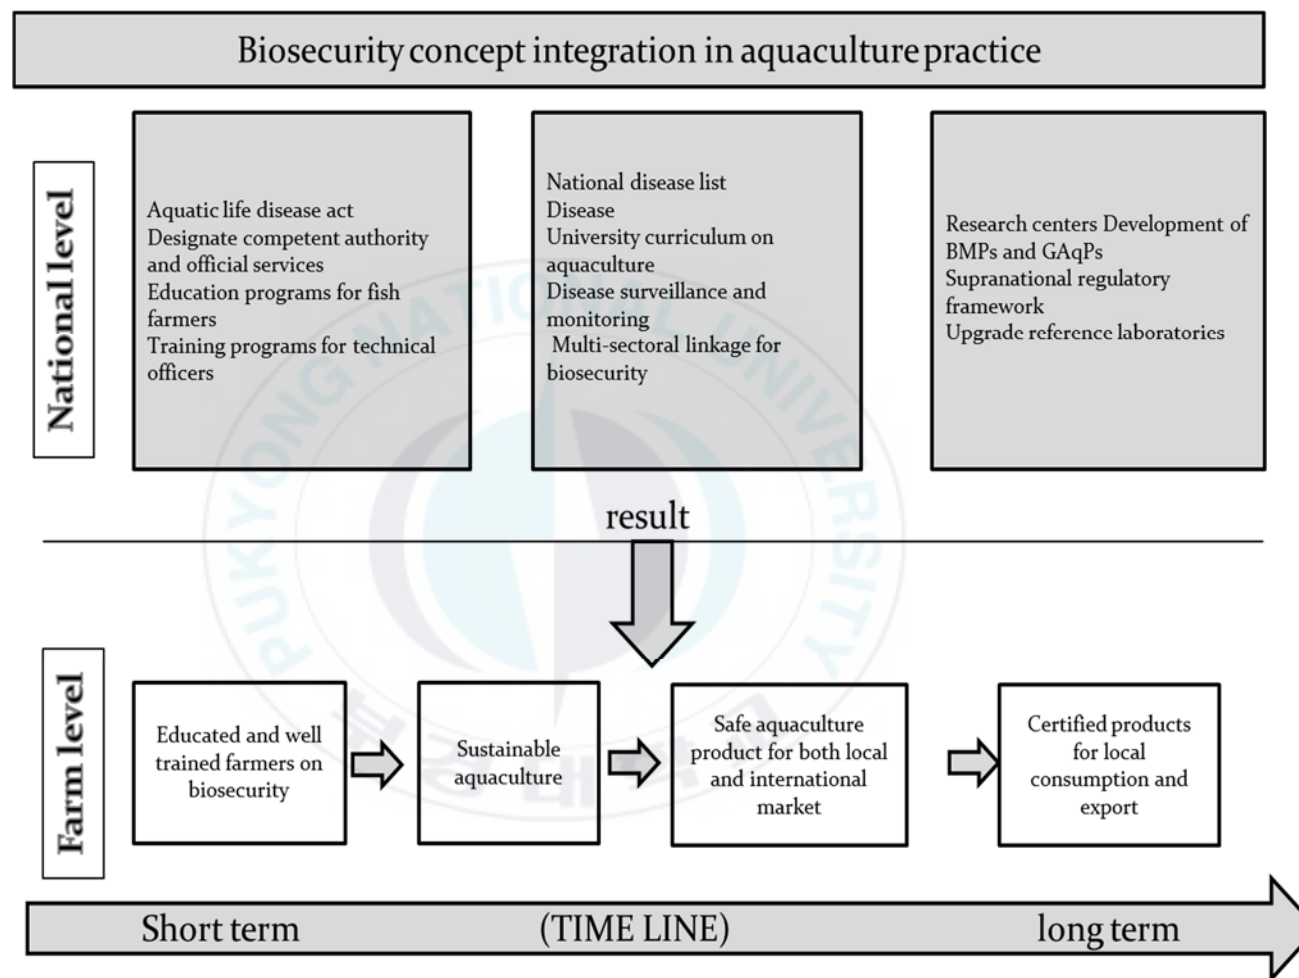 Biosecurity concept integration in aquaculture practice
National level
Aquatic life disease act
Designate competent authority
and official services
Education programs for fish
farmers
Training programs for technical
officers
National disease list
Disease
University curriculum on
aquaculture
Disease surveillance and
monitoring
Multi-sectoral linkage for
biosecurity
Research centers Development of
BMPs and GAqPs
Supranational regulatory
framework
Upgrade reference laboratories
result
Farm level
Educated and well
trained farmers on
biosecurity
Sustainable
aquaculture
Safe aquaculture
product for both local
and international
market
Certified products
for local
consumption and
export
Short term
(TIME LINE)
long term
PUKYONG NATIONAL UNIVERSITY